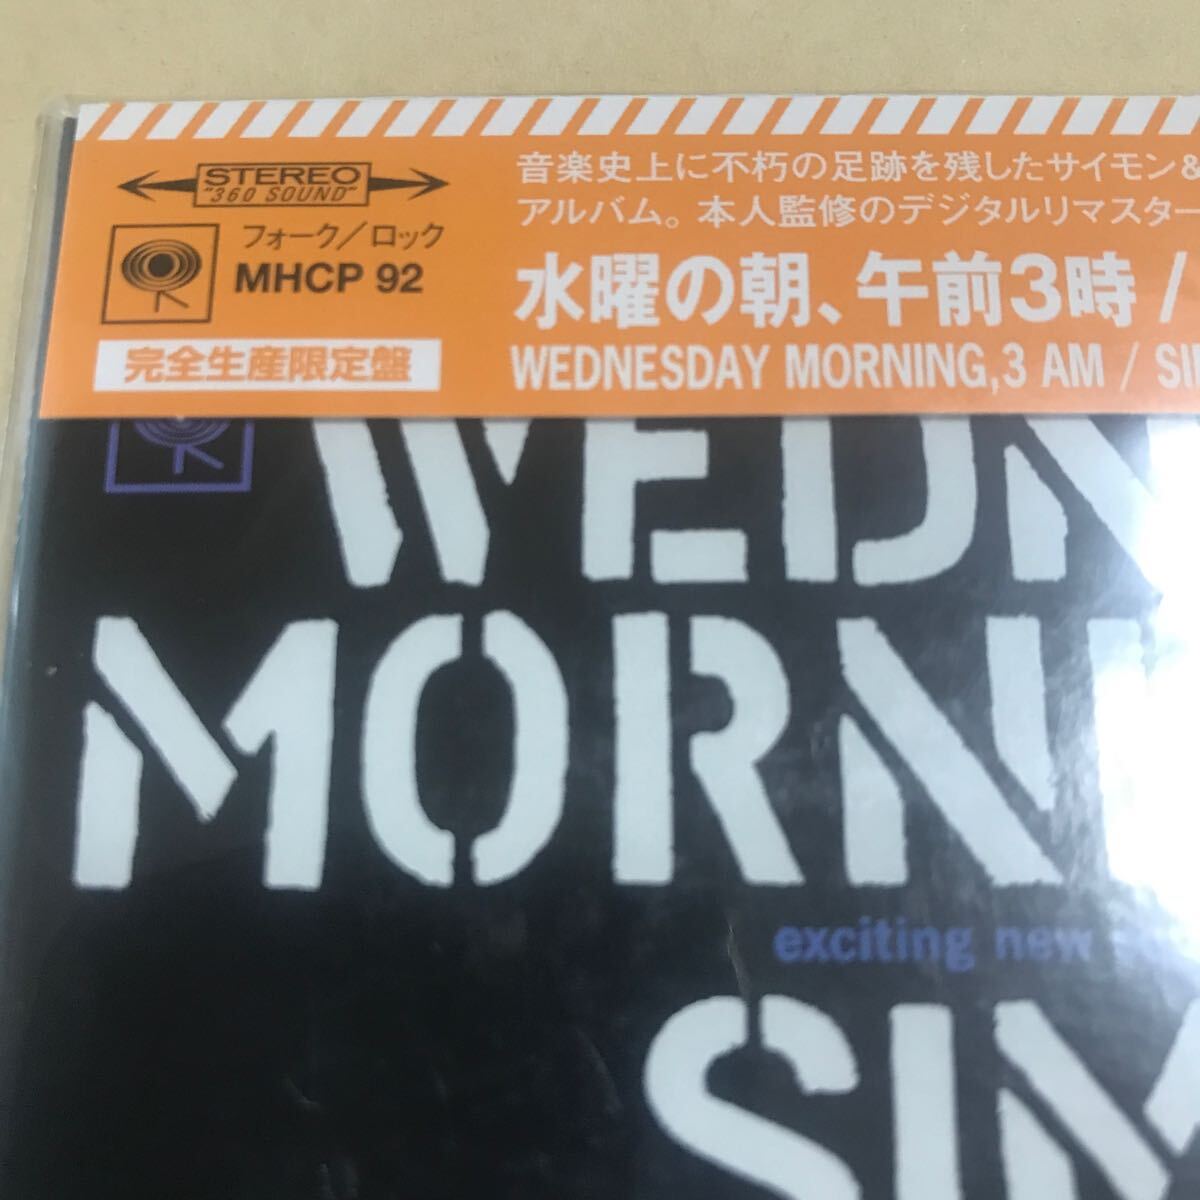 STEREO
"360 SOUND"
フォーク／ロック
MHCP 92
完全生産限定盤
音楽史上に不朽の足跡を残したサイモン&
アルバム。本人監修のデジタルリマスター
水曜の朝、午前3時 /
WEDNESDAY MORNING,3 AM / SI
WEDN
MORNI
exciting new
SIM